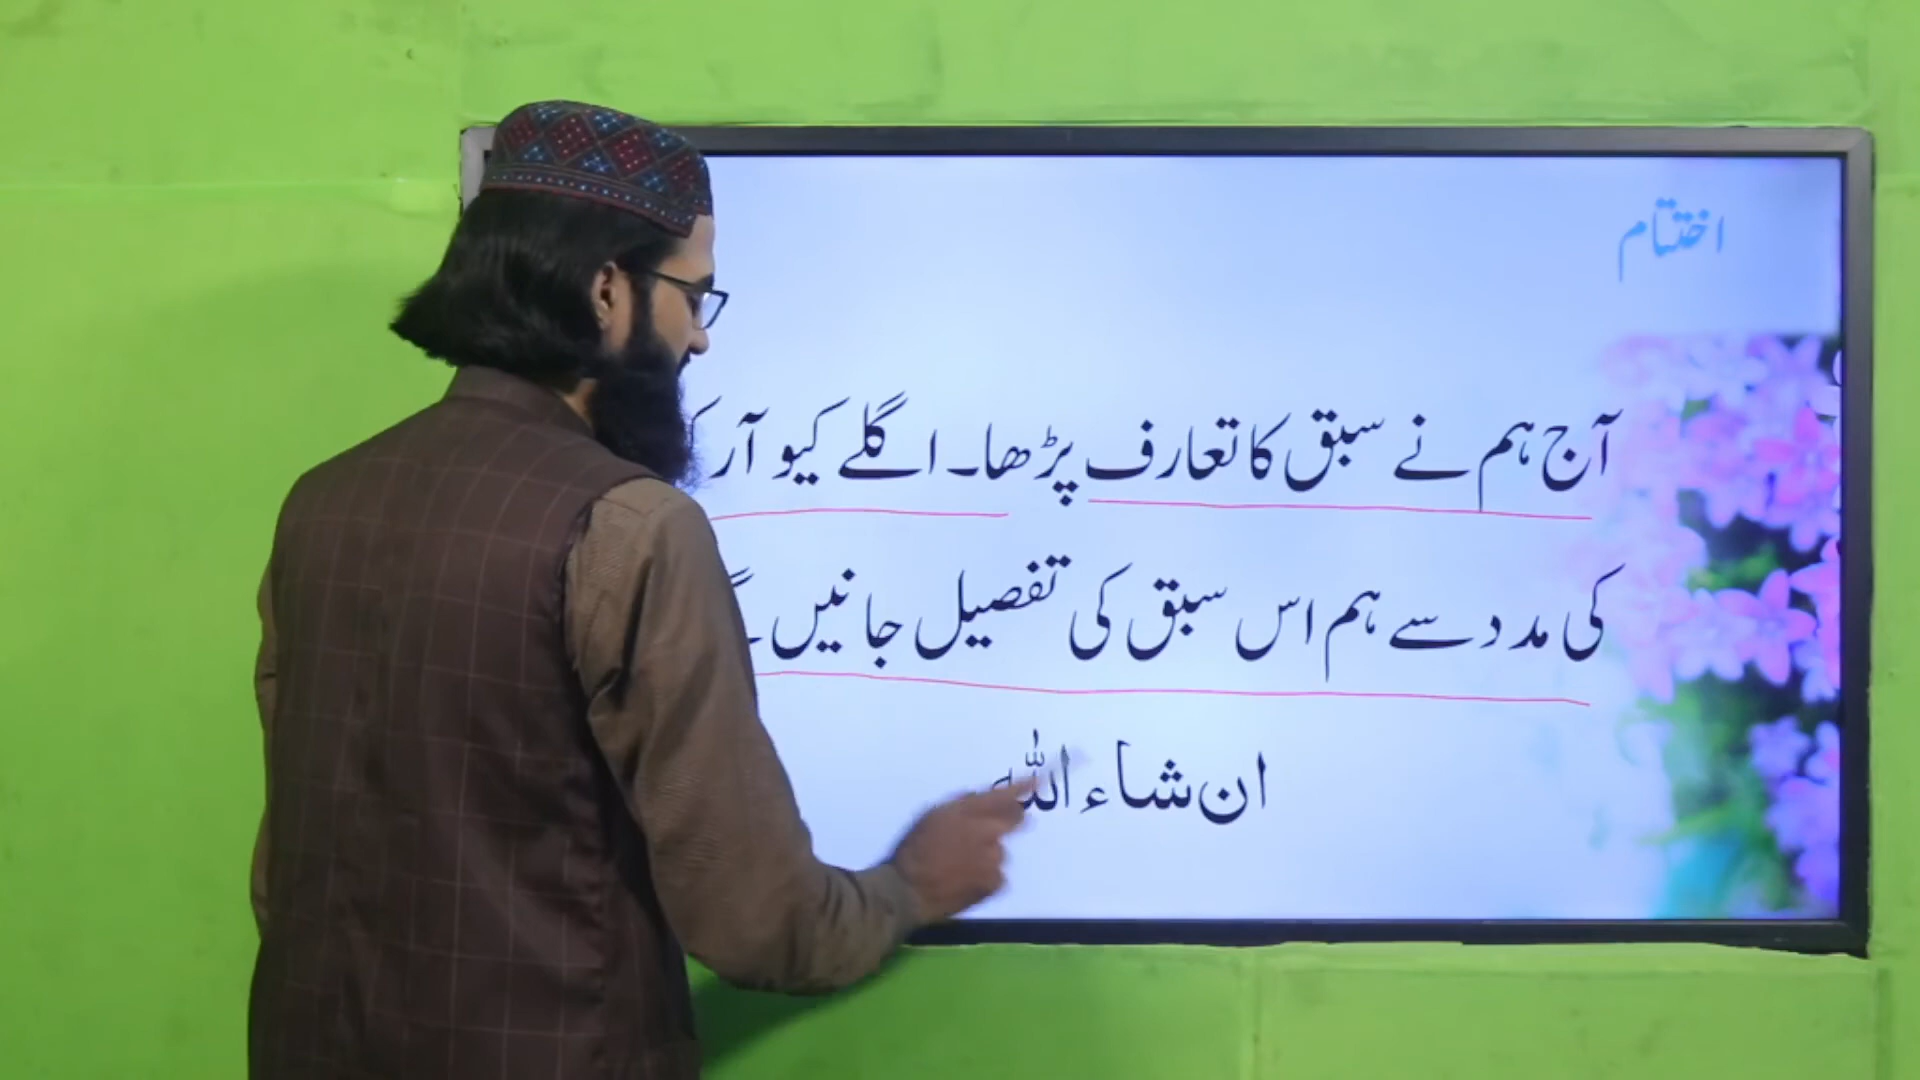 اختتام
آج ہم نے سبق کا تعارف پڑھا۔ اگلے کیو آر
کی مدد سے ہم اس سبق کی تفصیل جانیں
ان شاء اللہ